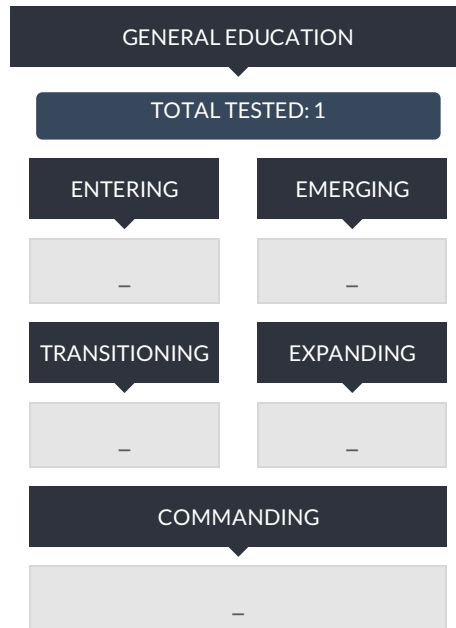 GENERAL EDUCATION
TOTAL TESTED: 1
ENTERING
EMERGING
–
–
TRANSITIONING
EXPANDING
–
–
COMMANDING
–